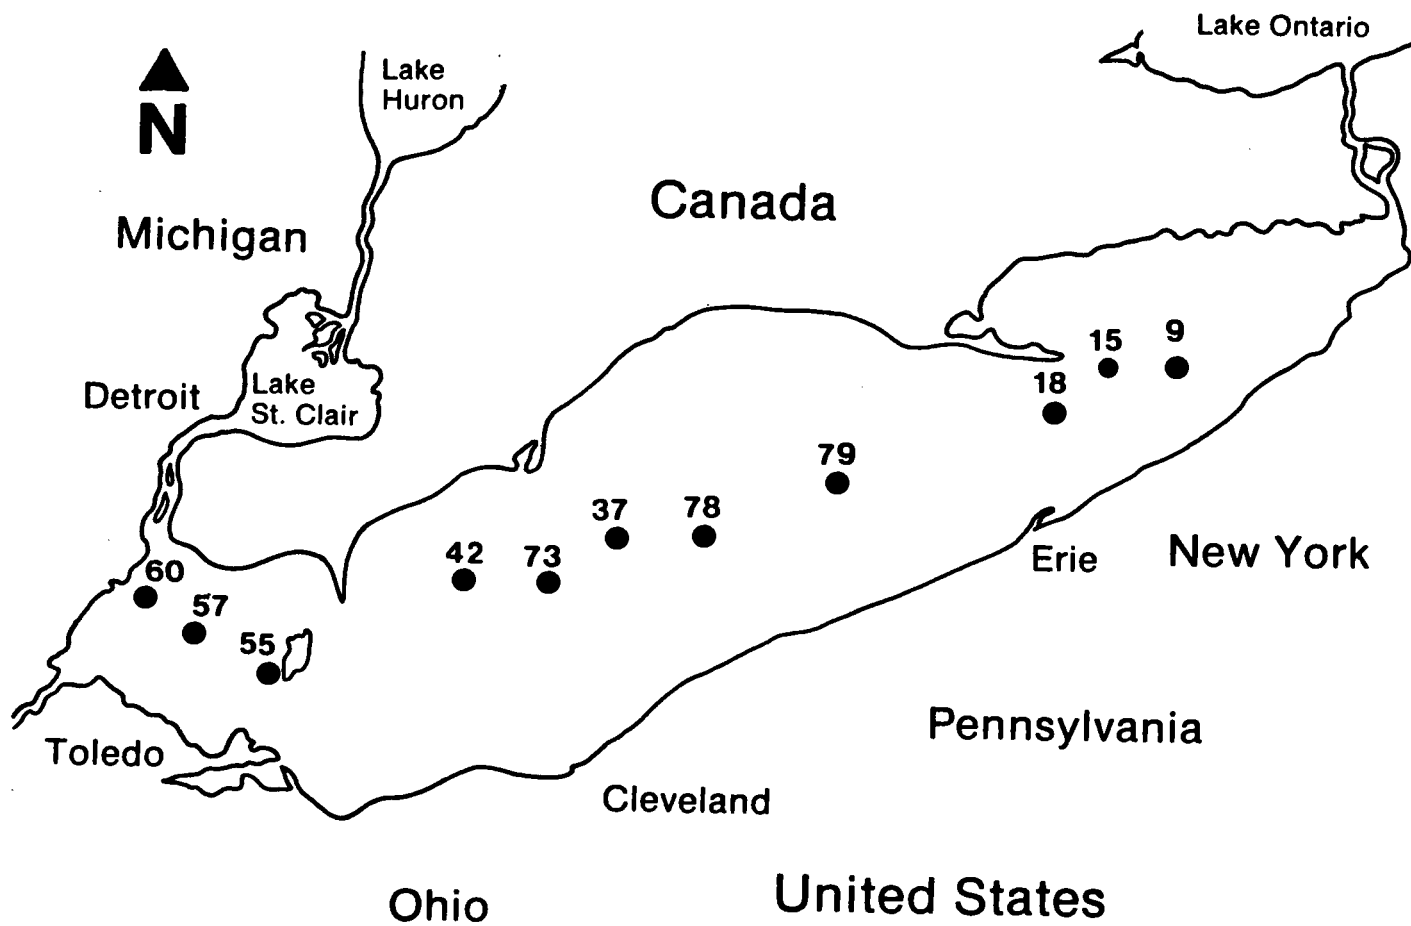 Lake Ontario
Lake
Huron
N
Canada
Michigan
15
9
18
Detroit
Lake
St. Clair
79
37
78
42
73
Erie
New York
60
57
55
Pennsylvania
Toledo
Cleveland
Ohio
United States